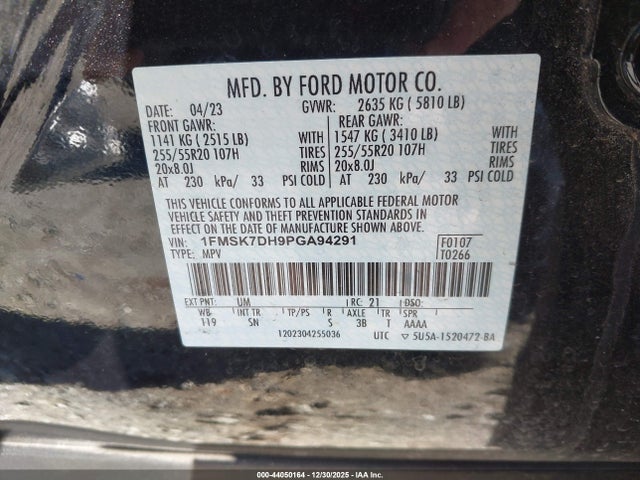 MFD. BY FORD MOTOR CO.
DATE: 04/23 GVWR: 2635 KG ( 5810 LB)
FRONT GAWR: REAR GAWR:
1141 KG ( 2515 LB) WITH 1547 KG ( 3410 LB) WITH
255/55R20 107H TIRES 255/55R20 107H TIRES
20x8.0J RIMS 20x8.0J RIMS
AT 230 kPa/ 33 PSI COLD AT 230 kPa/ 33 PSI COLD
THIS VEHICLE CONFORMS TO ALL APPLICABLE FEDERAL MOTOR
VEHICLE SAFETY AND THEFT PREVENTION STANDARDS IN
EFFECT ON THE DATE OF MANUFACTURE SHOWN ABOVE.
VIN: 1FMSK7DH9PGA94291 F0107
TYPE: MPV T0266
EXT PNT: UM RC: 21 DSO:
WB INT TR TP/PS R AXLE TR SPR
119 SN S 3B T AAAA
1202304255036 UTC ▽ 5U5A-1520472-BA
000-44050164 - 12/30/2025 - IAA Inc.